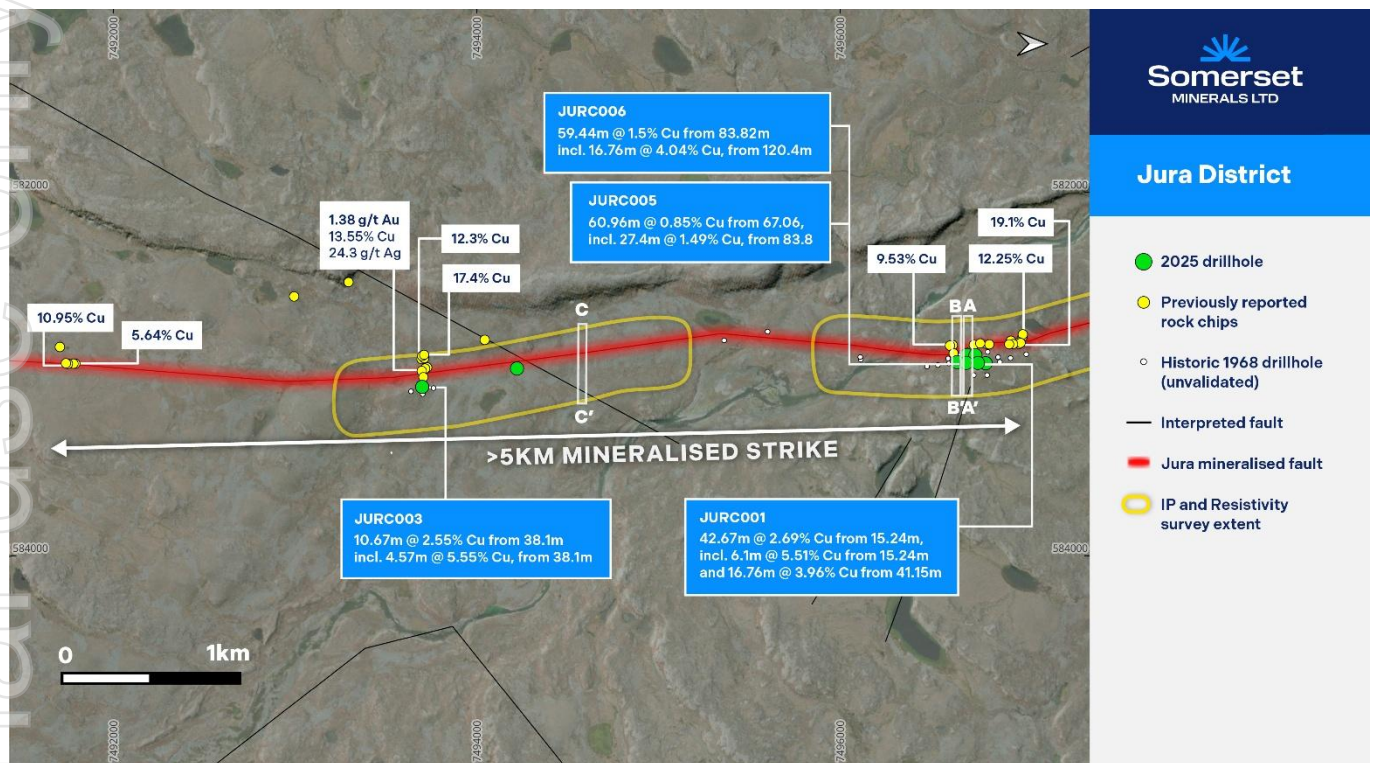 7492000
7494000
7496000
582000
582000
JURC006
59.44m @ 1.5% Cu from 83.82m
incl. 16.76m @ 4.04% Cu, from 120.4m
JURC005
60.96m @ 0.85% Cu from 67.06,
incl. 27.4m @ 1.49% Cu, from 83.8
1.38 g/t Au
13.55% Cu
24.3 g/t Ag
12.3% Cu
17.4% Cu
19.1% Cu
9.53% Cu
12.25% Cu
10.95% Cu
5.64% Cu
C
B A
C'
B' A'
>5KM MINERALISED STRIKE
JURC003
10.67m @ 2.55% Cu from 38.1m
incl. 4.57m @ 5.55% Cu, from 38.1m
JURC001
42.67m @ 2.69% Cu from 15.24m,
incl. 6.1m @ 5.51% Cu from 15.24m
and 16.76m @ 3.96% Cu from 41.15m
584000
584000
0 1km
7492000
7494000
7496000
Somerset
MINERALS LTD
Jura District
2025 drillhole
Previously reported
rock chips
Historic 1968 drillhole
(unvalidated)
Interpreted fault
Jura mineralised fault
IP and Resistivity
survey extent